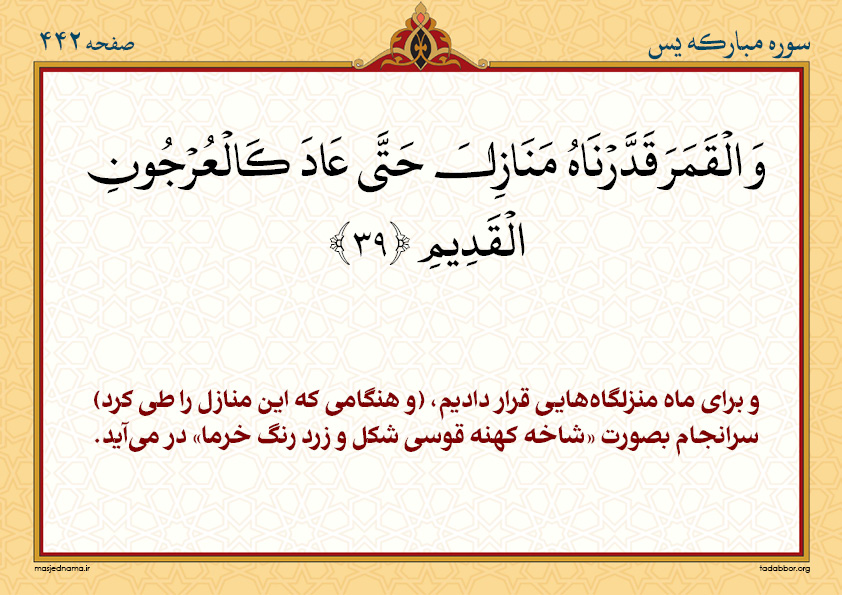 سوره مبارکه یس
صفحه ۴۴۲
وَالْقَمَرَ قَدَّرْنَاهُ مَنَازِلَ حَتَّى عَادَ كَالْعُرْجُونِ
الْقَدِيمِ ﴿۳۹﴾
و برای ماه منزلگاه‌هایی قرار دادیم، (و هنگامی که این منازل را طی کرد)
سرانجام بصورت «شاخه کهنه قوسی شکل و زرد رنگ خرما» در می‌آید.
masjednama.ir
tadabbor.org